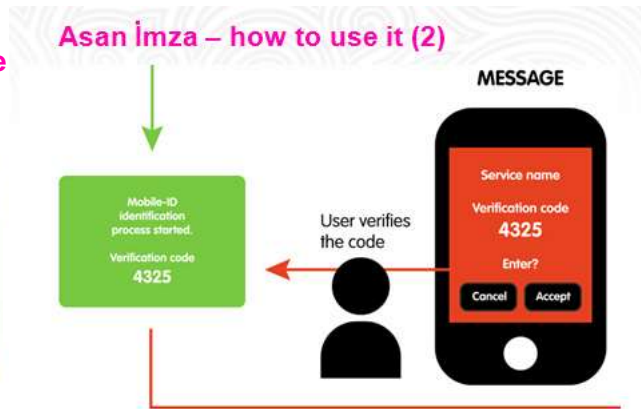 Asan İmza – how to use it (2)
e
MESSAGE
Mobile-ID
identification
process started.
Verification code
4325
User verifies
the code
Service name
Verification code
4325
Enter?
Cancel Accept